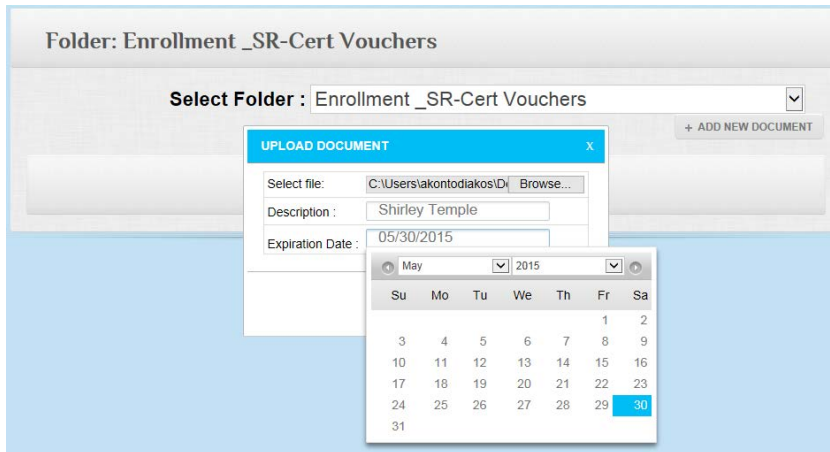 Folder: Enrollment _SR-Cert Vouchers
Select Folder : Enrollment _SR-Cert Vouchers
+ ADD NEW DOCUMENT
UPLOAD DOCUMENT x
Select file: C:\Users\akontodiakos\D Browse...
Description : Shirley Temple
Expiration Date : 05/30/2015
May 2015
Su Mo Tu We Th Fr Sa
1 2
3 4 5 6 7 8 9
10 11 12 13 14 15 16
17 18 19 20 21 22 23
24 25 26 27 28 29 30
31